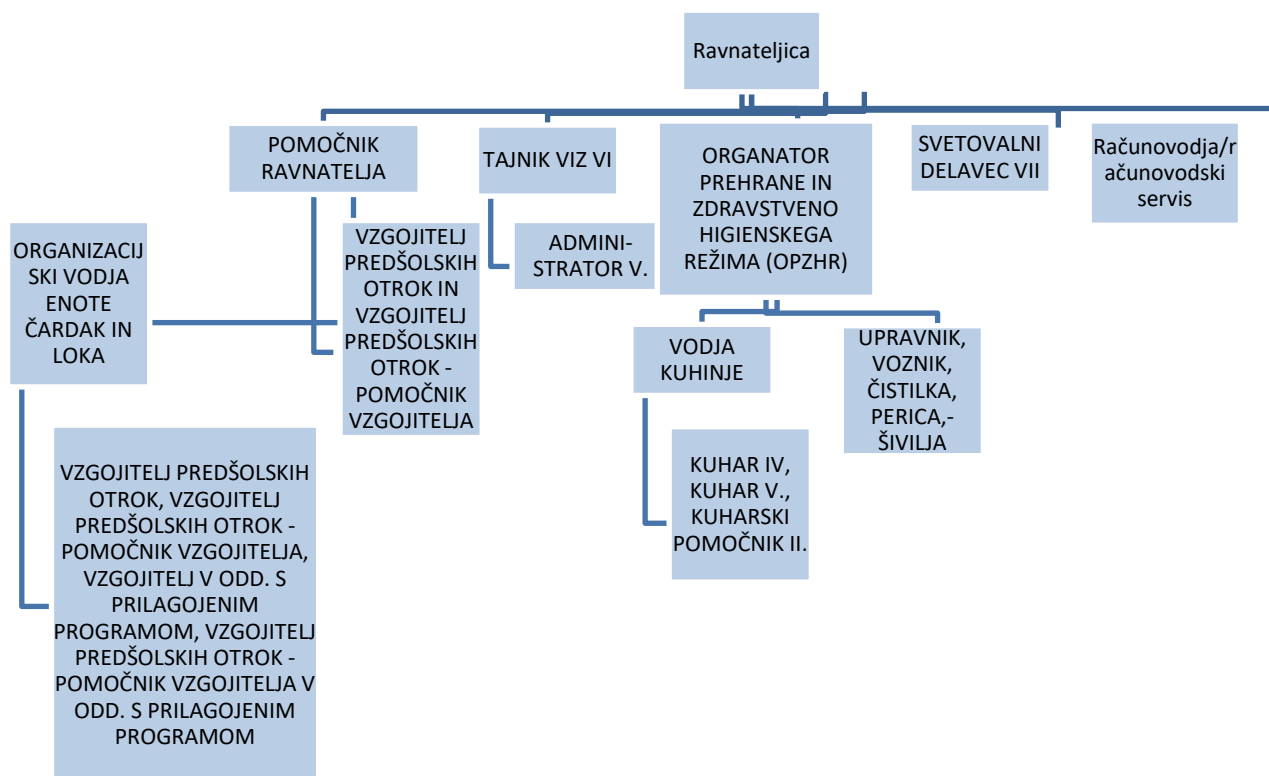 Ravnateljica
POMOČNIK
RAVNATELJA
TAJNIK VIZ VI
ORGANATOR
PREHRANE IN
ZDRAVSTVENO
HIGIENSKEGA
REŽIMA (OPZHR)
SVETOVALNI
DELAVEC VII
Računovodja/r
ačunovodski
servis
ORGANIZACIJ
SKI VODJA
ENOTE
ČARDAK IN
LOKA
VZGOJITELJ
PREDŠOLSKIH
OTROK IN
VZGOJITELJ
PREDŠOLSKIH
OTROK -
POMOČNIK
VZGOJITELJA
ADMINI-
STRATOR V.
VODJA
KUHINJE
UPRAVNIK,
VOZNIK,
ČISTILKA,
PERICA,-
ŠIVILJA
VZGOJITELJ PREDŠOLSKIH
OTROK, VZGOJITELJ
PREDŠOLSKIH OTROK -
POMOČNIK VZGOJITELJA,
VZGOJITELJ V ODD. S
PRILAGOJENIM
PROGRAMOM, VZGOJITELJ
PREDŠOLSKIH OTROK -
POMOČNIK VZGOJITELJA V
ODD. S PRILAGOJENIM
PROGRAMOM
KUHAR IV,
KUHAR V.,
KUHARSKI
POMOČNIK II.